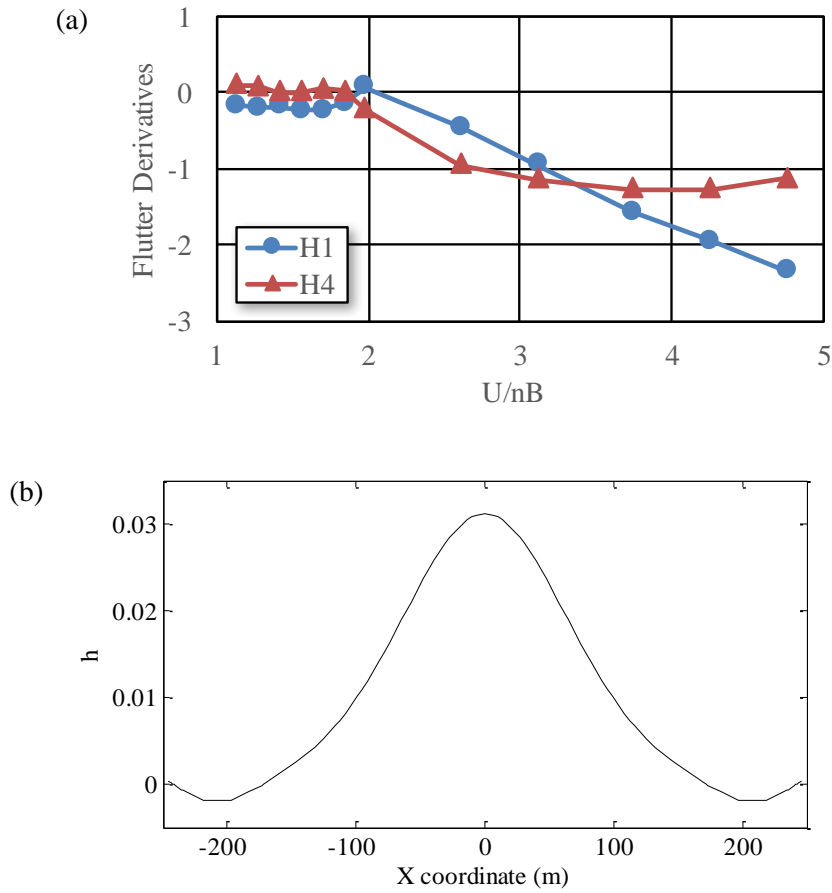 (a)
1
0
-1
-2
-3
Flutter Derivatives
H1
H4
1 2 3 4 5
U/nB
(b)
0.03
0.02
0.01
0
h
-200 -100 0 100 200
X coordinate (m)